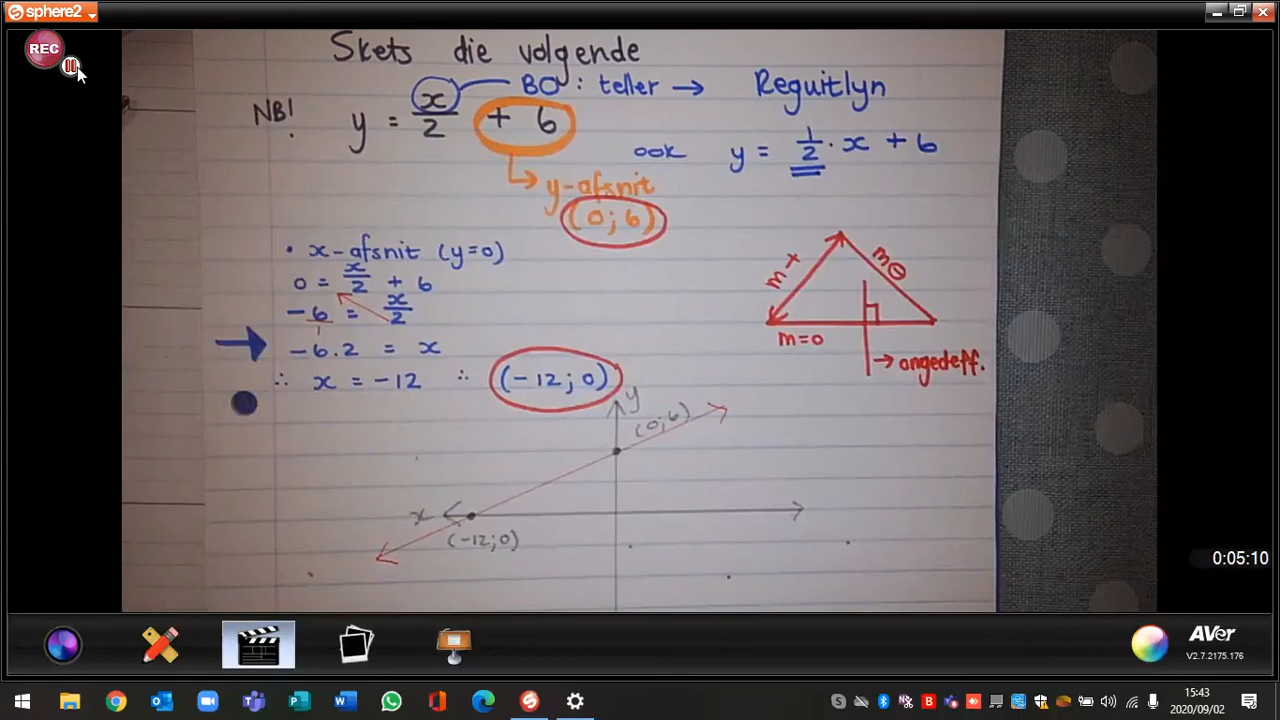 sphere2
REC
Skets die volgende
NB!
y = x/2 + 6
BO : teller → Reguitlyn
ook y = 1/2 · x + 6
y-afsnit
(0;6)
• x-afsnit (y=0)
0 = x/2 + 6
-6 = x/2
-6.2 = x
∴ x = -12 ∴ (-12;0)
m +
m ⊖
m=0
→ ongedeff.
y
(0;6)
x
(-12;0)
0:05:10
AVer
V2.7.2175.176
15:43
2020/09/02